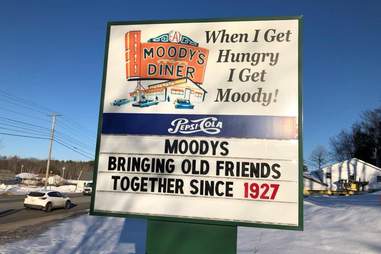 When I Get
Hungry
I Get
Moody!
MOODY'S
DINER
PEPSI-COLA
MOODYS
BRINGING OLD FRIENDS
TOGETHER SINCE 1927